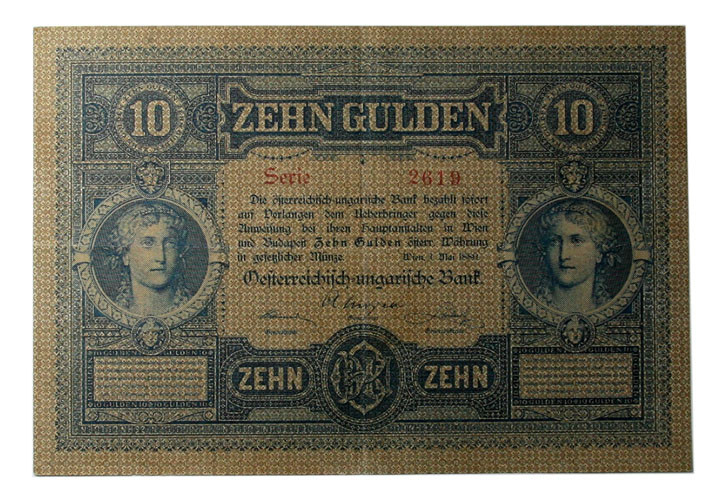 10 ZEHN GULDEN 10
Serie 2619
Die österreichisch-ungarische Bank bezahlt sofort
auf Verlangen dem Ueberbringer gegen diese
Anweisung bei ihren Hauptanstalten in Wien
und Budapest Zehn Gulden österr. Währung
in gesetzlicher Münze. Wien, 1. Mai 1880.
Oesterreichisch-ungarische Bank.
ZEHN ZEHN